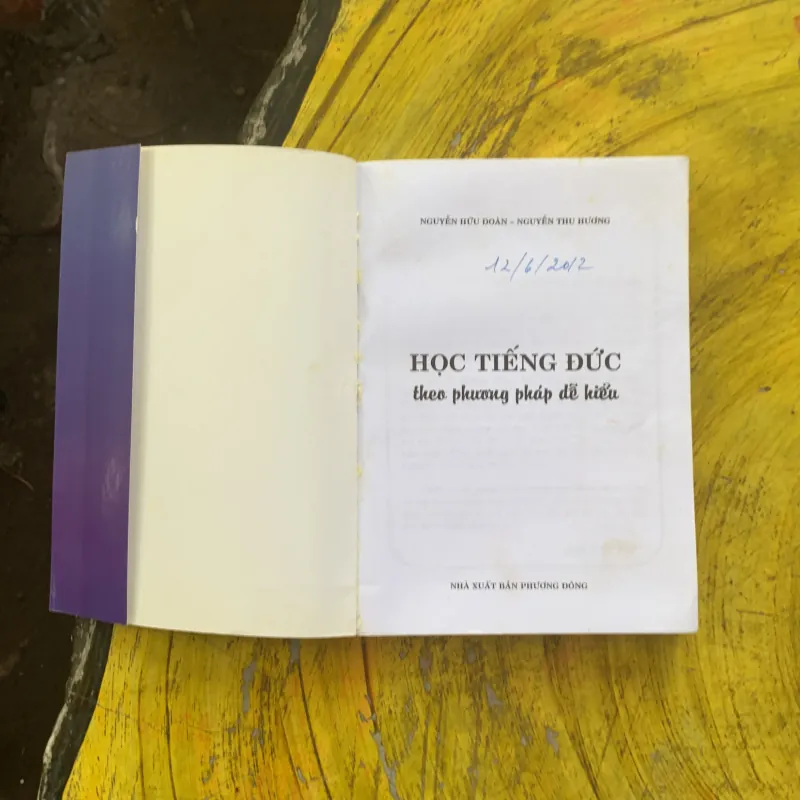 NGUYỄN HỮU ĐOÀN – NGUYỄN THU HƯƠNG
12/6/2012
HỌC TIẾNG ĐỨC
theo phương pháp dễ hiểu
NHÀ XUẤT BẢN PHƯƠNG ĐÔNG